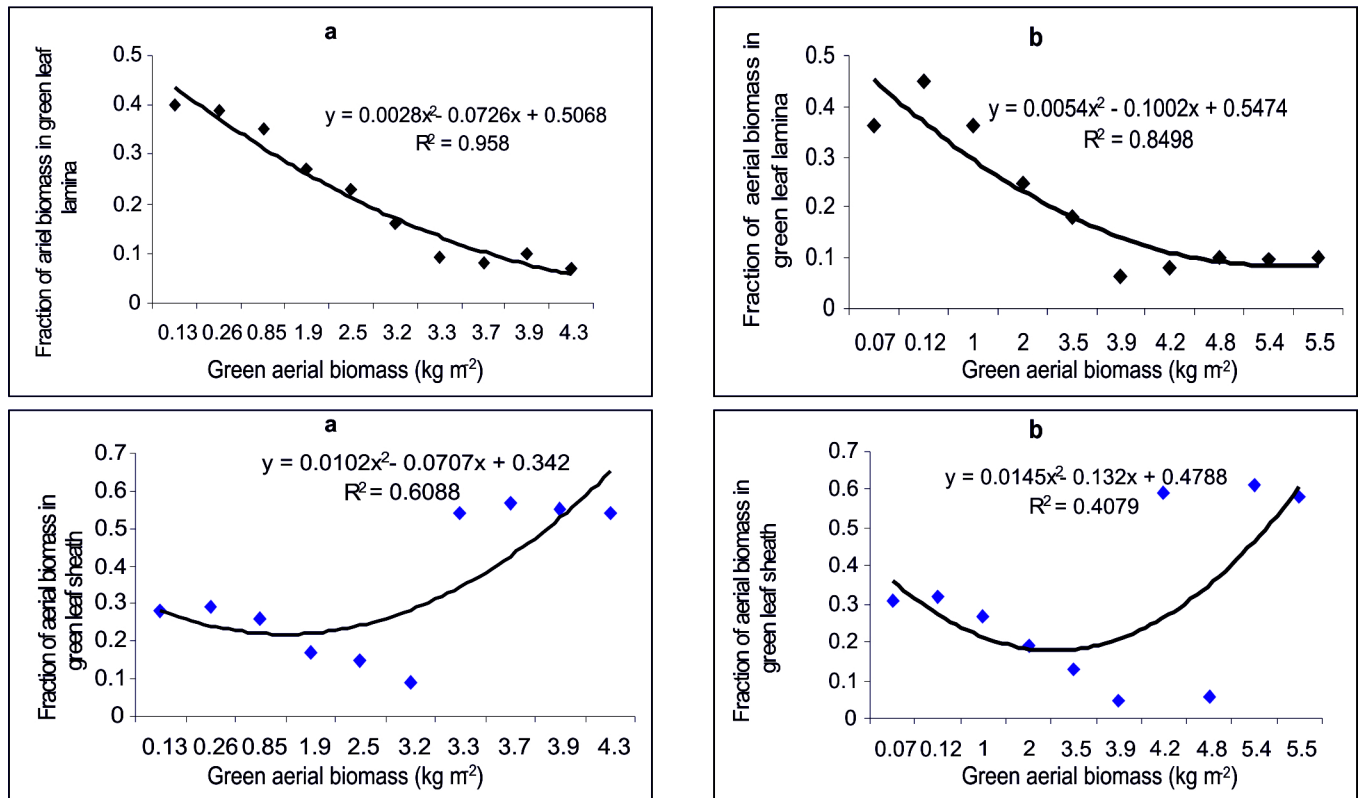 a
Fraction of ariel biomass in green leaf
lamina
0.5
0.4
0.3
0.2
0.1
0
y = 0.0028x² - 0.0726x + 0.5068
R² = 0.958
0.13 0.26 0.85 1.9 2.5 3.2 3.3 3.7 3.9 4.3
Green aerial biomass (kg m⁻²)
b
Fraction of aerial biomass in
green leaf lamina
0.5
0.4
0.3
0.2
0.1
0
y = 0.0054x² - 0.1002x + 0.5474
R² = 0.8498
0.07 0.12 1 2 3.5 3.9 4.2 4.8 5.4 5.5
Green aerial biomass (kg m⁻²)
a
Fraction of aerial biomass in
green leaf sheath
0.7
0.6
0.5
0.4
0.3
0.2
0.1
0
y = 0.0102x² - 0.0707x + 0.342
R² = 0.6088
0.13 0.26 0.85 1.9 2.5 3.2 3.3 3.7 3.9 4.3
Green aerial biomass (kg m⁻²)
b
Fraction of aerial biomass in
green leaf sheath
0.7
0.6
0.5
0.4
0.3
0.2
0.1
0
y = 0.0145x² - 0.132x + 0.4788
R² = 0.4079
0.07 0.12 1 2 3.5 3.9 4.2 4.8 5.4 5.5
Green aerial biomass (kg m⁻²)